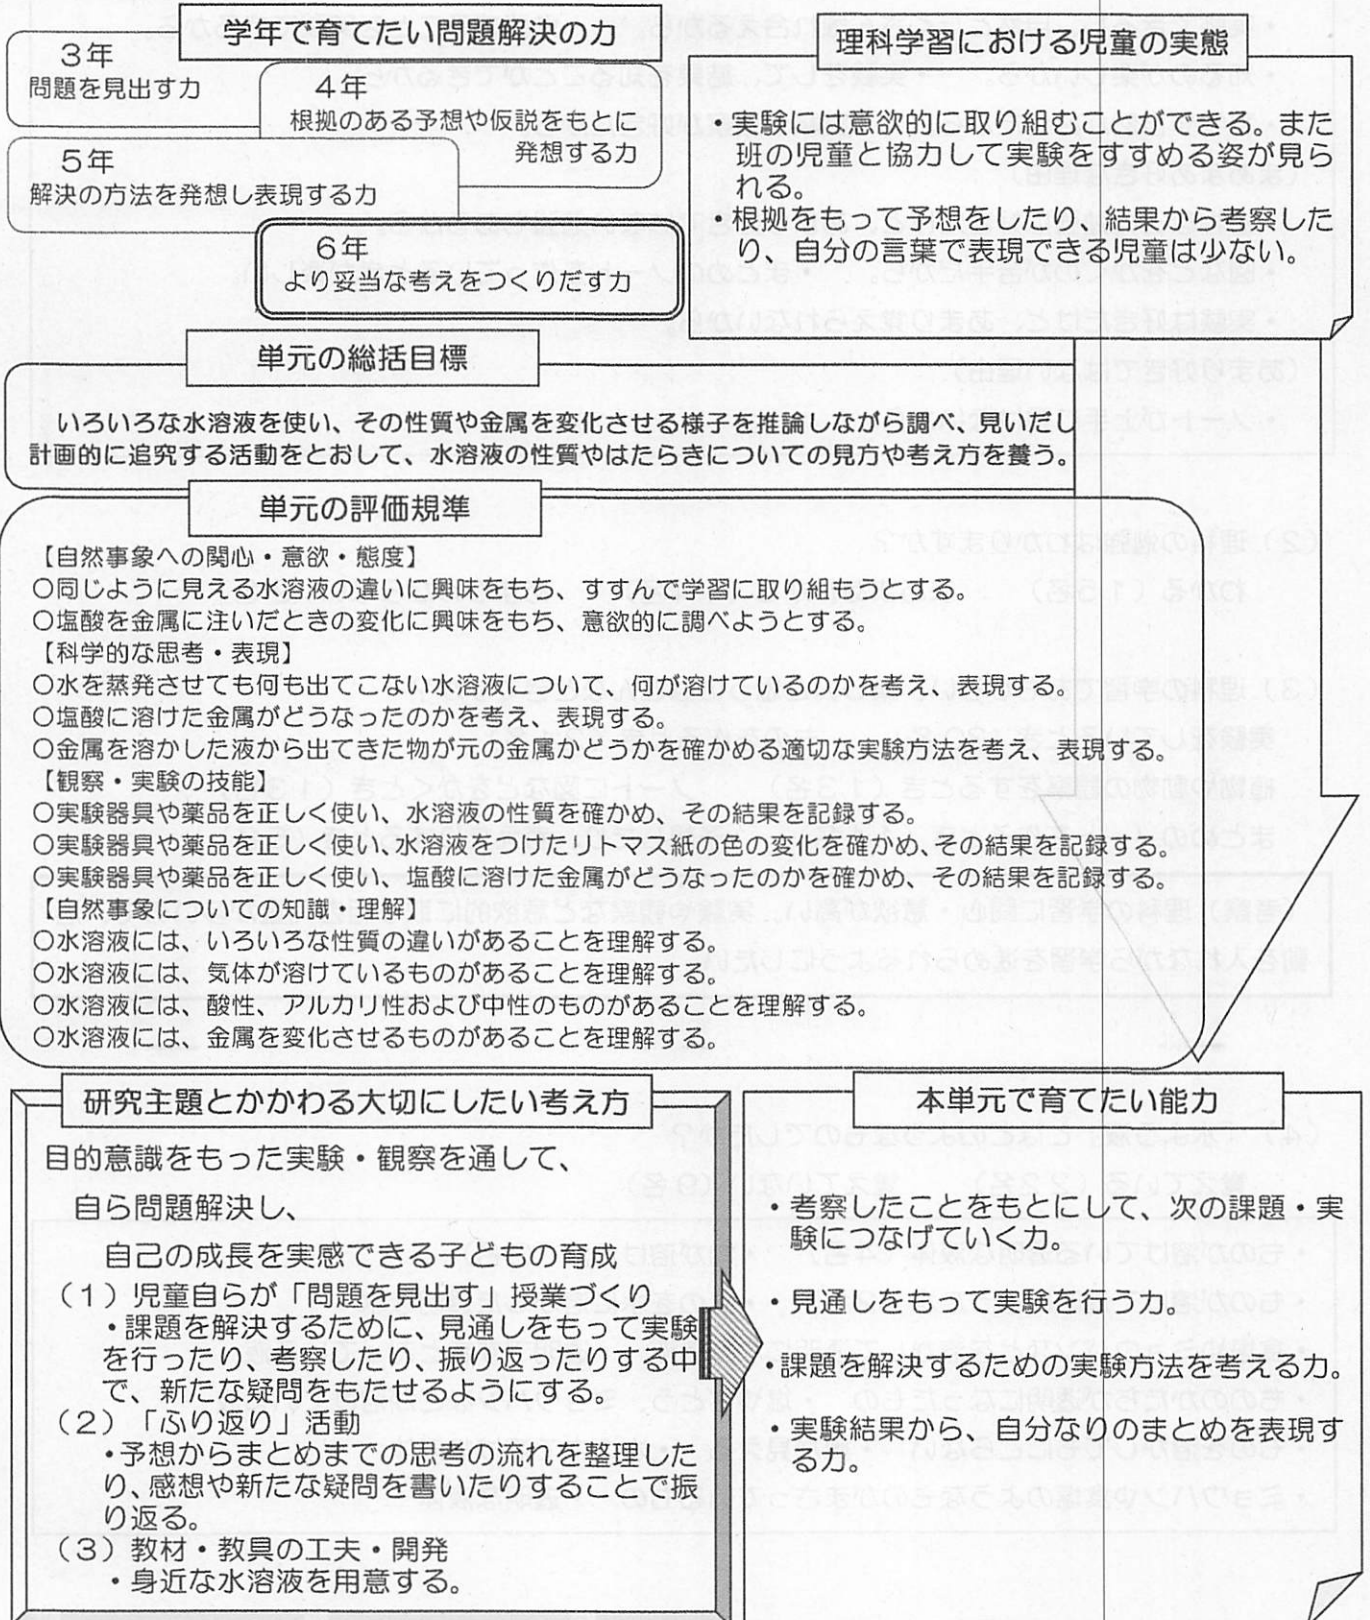 学年で育てたい問題解決の力
3年
問題を見出す力
4年
根拠のある予想や仮説をもとに
発想する力
5年
解決の方法を発想し表現する力
6年
より妥当な考えをつくりだす力
理科学習における児童の実態
・実験には意欲的に取り組むことができる。また
班の児童と協力して実験をすすめる姿が見ら
れる。
・根拠をもって予想をしたり、結果から考察した
り、自分の言葉で表現できる児童は少ない。
単元の総括目標
いろいろな水溶液を使い、その性質や金属を変化させる様子を推論しながら調べ、見いだし
計画的に追究する活動をとおして、水溶液の性質やはたらきについての見方や考え方を養う。
単元の評価規準
【自然事象への関心・意欲・態度】
○同じように見える水溶液の違いに興味をもち、すすんで学習に取り組もうとする。
○塩酸を金属に注いだときの変化に興味をもち、意欲的に調べようとする。
【科学的な思考・表現】
○水を蒸発させても何も出てこない水溶液について、何が溶けているのかを考え、表現する。
○塩酸に溶けた金属がどうなったのかを考え、表現する。
○金属を溶かした液から出てきた物が元の金属かどうかを確かめる適切な実験方法を考え、表現する。
【観察・実験の技能】
○実験器具や薬品を正しく使い、水溶液の性質を確かめ、その結果を記録する。
○実験器具や薬品を正しく使い、水溶液をつけたリトマス紙の色の変化を確かめ、その結果を記録する。
○実験器具や薬品を正しく使い、塩酸に溶けた金属がどうなったのかを確かめ、その結果を記録する。
【自然事象についての知識・理解】
○水溶液には、いろいろな性質の違いがあることを理解する。
○水溶液には、気体が溶けているものがあることを理解する。
○水溶液には、酸性、アルカリ性および中性のものがあることを理解する。
○水溶液には、金属を変化させるものがあることを理解する。
研究主題とかかわる大切にしたい考え方
目的意識をもった実験・観察を通して、
自ら問題解決し、
自己の成長を実感できる子どもの育成
（1）児童自らが「問題を見出す」授業づくり
・課題を解決するために、見通しをもって実験
を行ったり、考察したり、振り返ったりする中
で、新たな疑問をもたせるようにする。
（2）「ふり返り」活動
・予想からまとめまでの思考の流れを整理した
り、感想や新たな疑問を書いたりすることで振
り返る。
（3）教材・教具の工夫・開発
・身近な水溶液を用意する。
本単元で育てたい能力
・考察したことをもとにして、次の課題・実
験につなげていく力。
・見通しをもって実験を行う力。
・課題を解決するための実験方法を考える力。
・実験結果から、自分なりのまとめを表現す
る力。